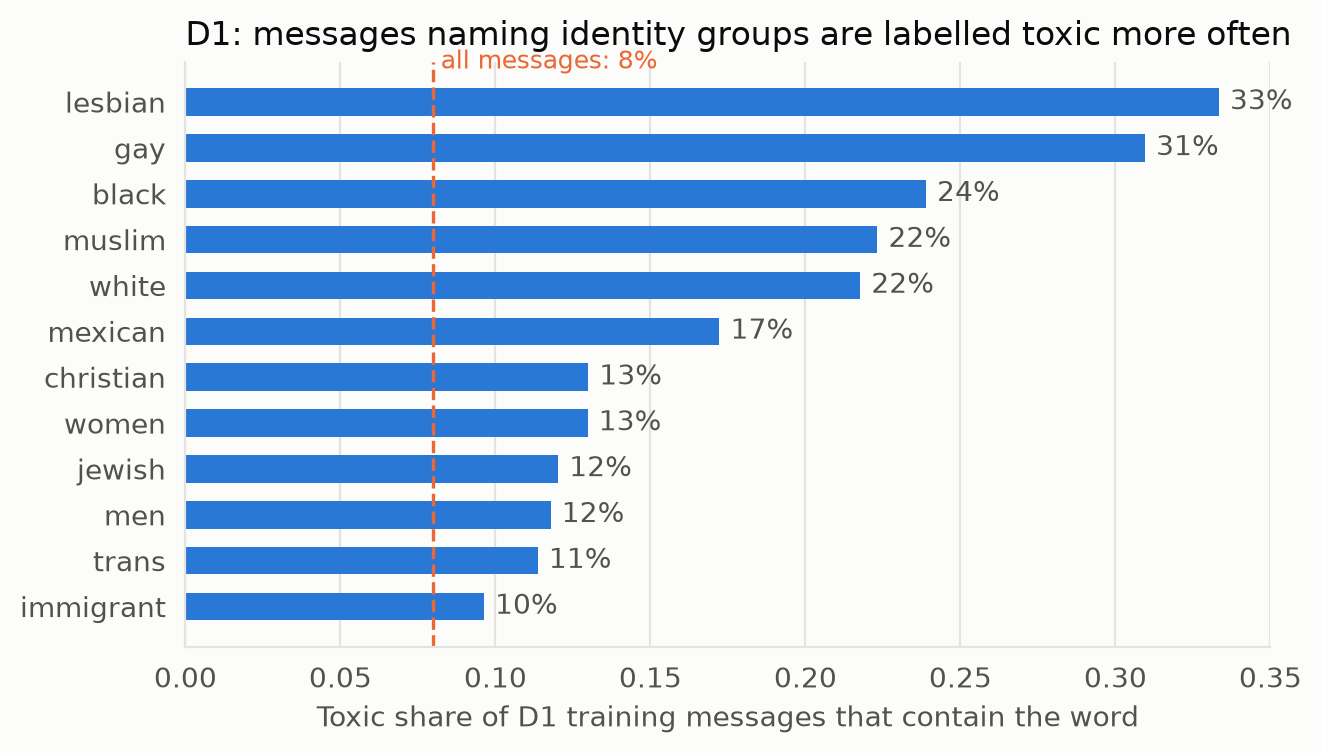 D1: messages naming identity groups are labelled toxic more often
all messages: 8%
lesbian 33%
gay 31%
black 24%
muslim 22%
white 22%
mexican 17%
christian 13%
women 13%
jewish 12%
men 12%
trans 11%
immigrant 10%
0.00 0.05 0.10 0.15 0.20 0.25 0.30 0.35
Toxic share of D1 training messages that contain the word